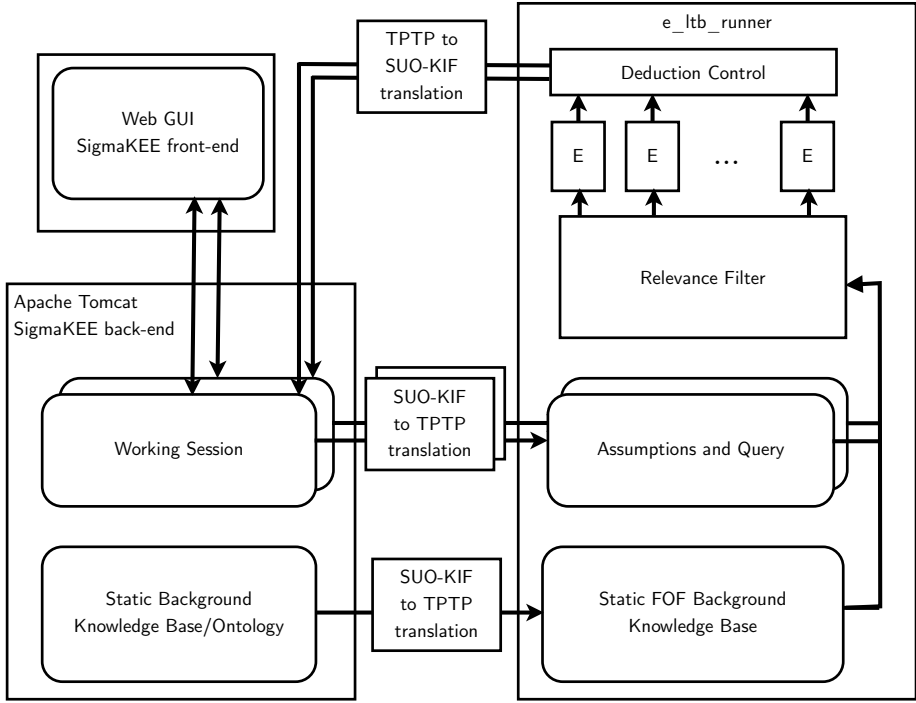 e_ltb_runner
TPTP to
SUO-KIF
translation
Deduction Control
Web GUI
SigmaKEE front-end
E
E
...
E
Relevance Filter
Apache Tomcat
SigmaKEE back-end
SUO-KIF
to TPTP
translation
Working Session
Assumptions and Query
SUO-KIF
to TPTP
translation
Static Background
Knowledge Base/Ontology
Static FOF Background
Knowledge Base